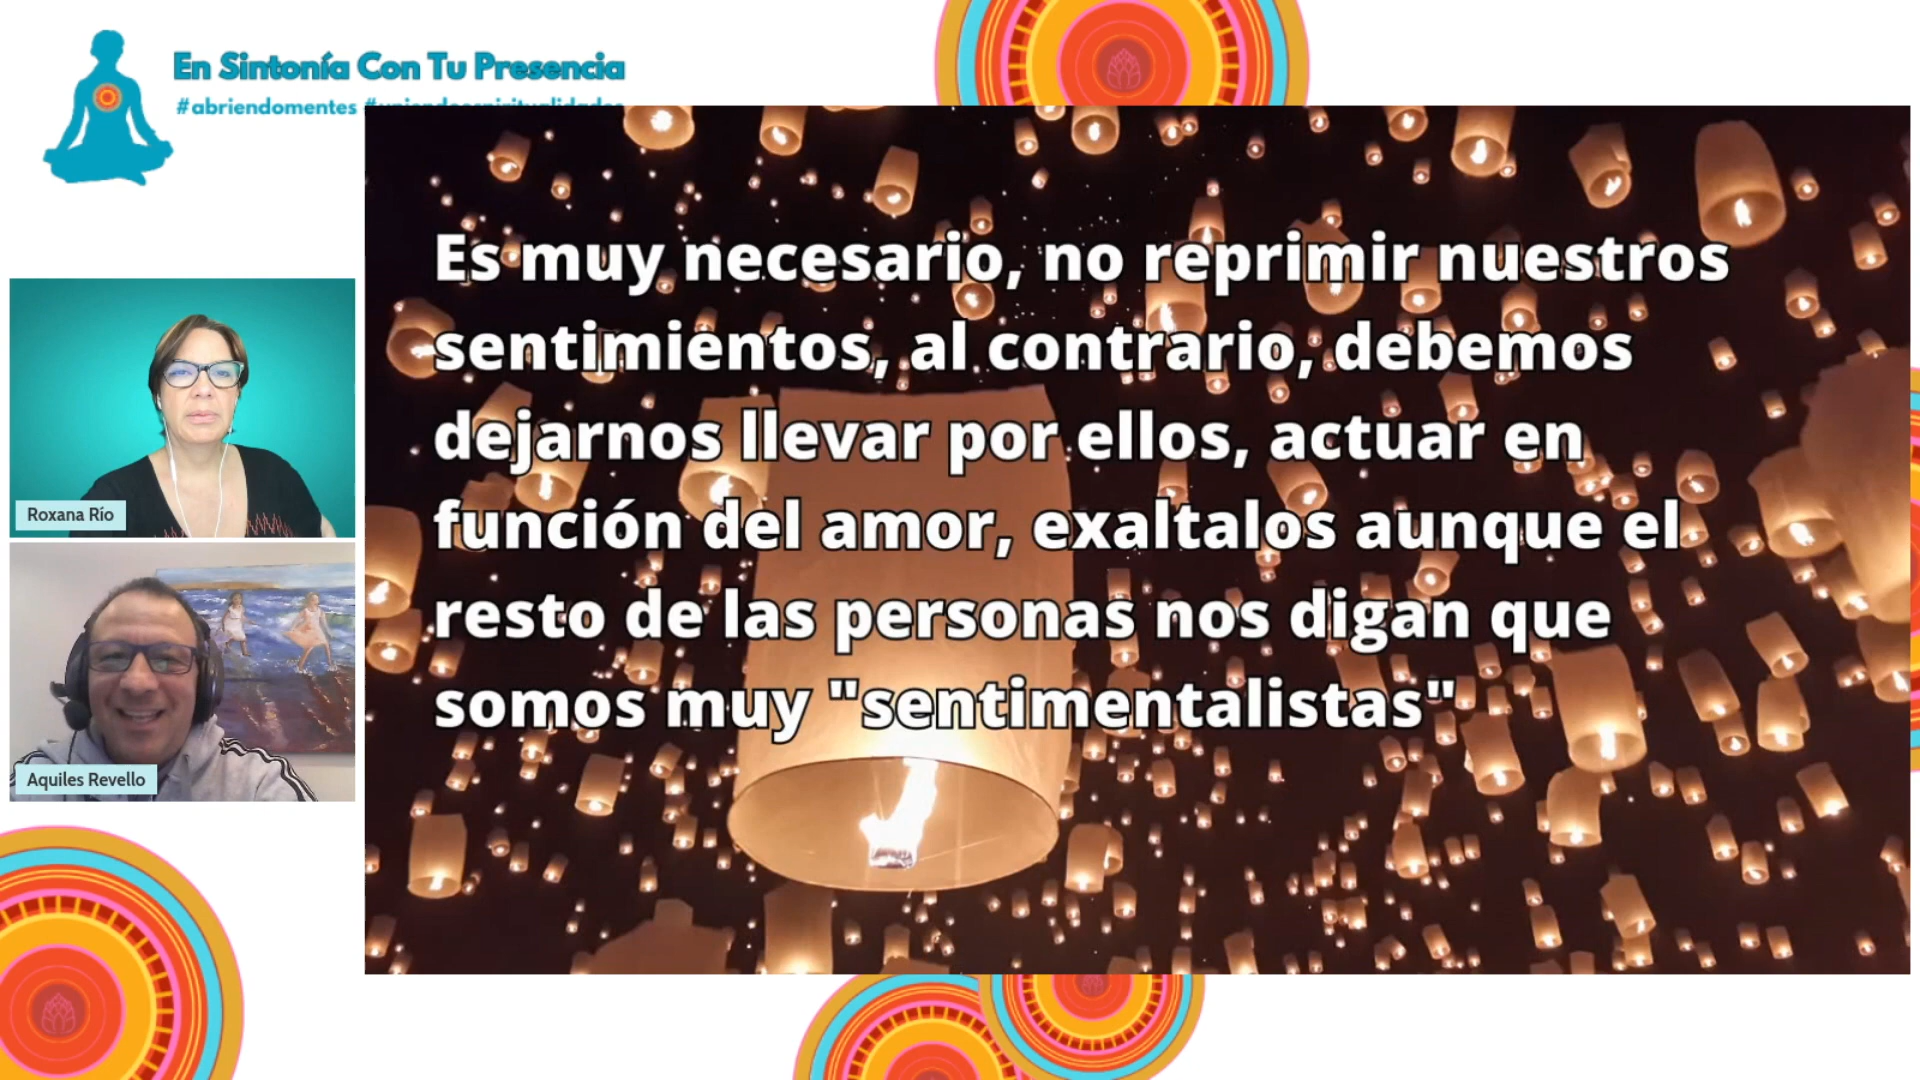 En Sintonía Con Tu Presencia
#abriendomentes
Es muy necesario, no reprimir nuestros
sentimientos, al contrario, debemos
dejarnos llevar por ellos, actuar en
función del amor, exaltalos aunque el
resto de las personas nos digan que
somos muy "sentimentalistas"
Roxana Río
Aquiles Revello